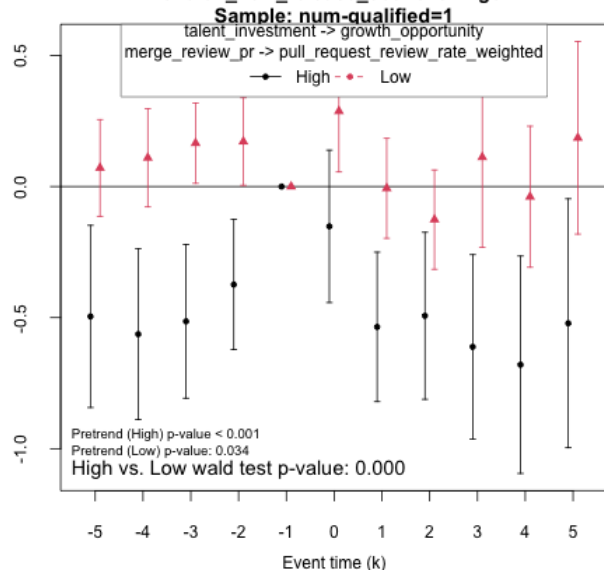 Sample: num-qualified=1
talent_investment -> growth_opportunity
merge_review_pr -> pull_request_review_rate_weighted
High Low
0.5
0.0
-0.5
-1.0
Pretrend (High) p-value < 0.001
Pretrend (Low) p-value: 0.034
High vs. Low wald test p-value: 0.000
-5 -4 -3 -2 -1 0 1 2 3 4 5
Event time (k)